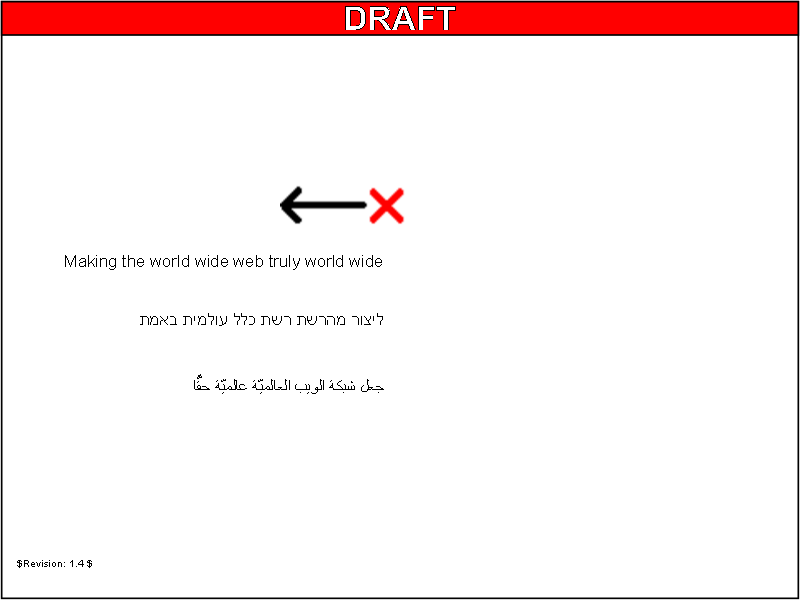 DRAFT
Making the world wide web truly world wide
ליצור מהרשת רשת כלל עולמית באמת
جعل شبكة الويب العالميّة عالميّة حقًّا
$Revision: 1.4 $